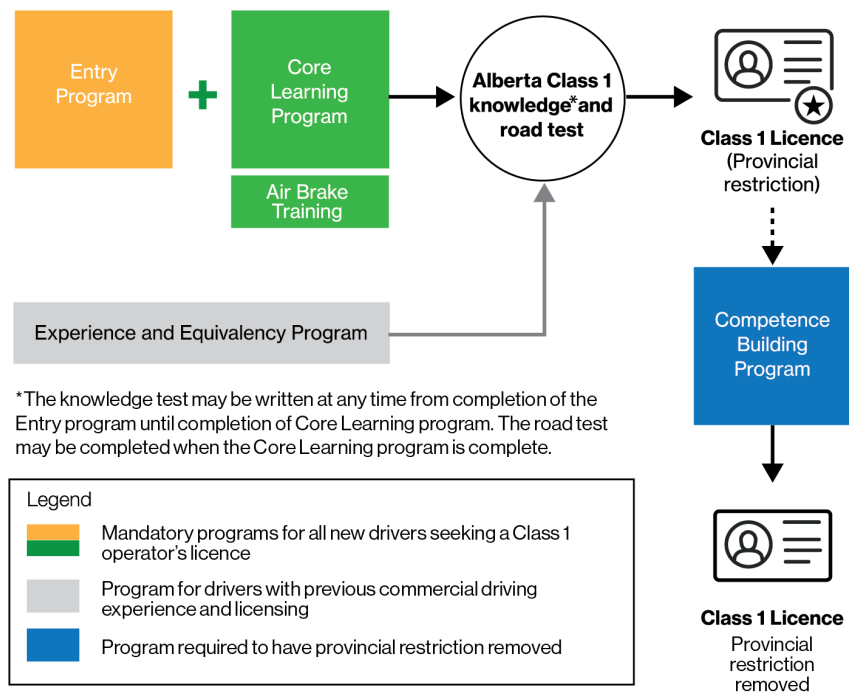 Entry
Program
+
Core
Learning
Program
Air Brake
Training
Alberta Class 1
knowledge* and
road test
Class 1 Licence
(Provincial
restriction)
Experience and Equivalency Program
Competence
Building
Program
*The knowledge test may be written at any time from completion of the
Entry program until completion of Core Learning program. The road test
may be completed when the Core Learning program is complete.
Legend
Mandatory programs for all new drivers seeking a Class 1
operator's licence
Program for drivers with previous commercial driving
experience and licensing
Program required to have provincial restriction removed
Class 1 Licence
Provincial
restriction
removed